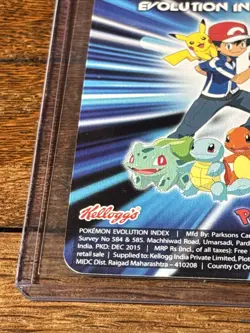 EVOLUTION IN
Kellogg's
POKÉMON EVOLUTION INDEX | Mfd By: Parksons Ca
Survey No 584 & 585. Machhiwad Road, Umarsadi, Pard
India. PKD: DEC 2015 | MRP Rs (Incl. of all taxes): Free
retail sale | Supplied to: Kellogg India Private Limited, Plot
MIDC Dist. Raigad Maharashtra – 410208 | Country Of Or